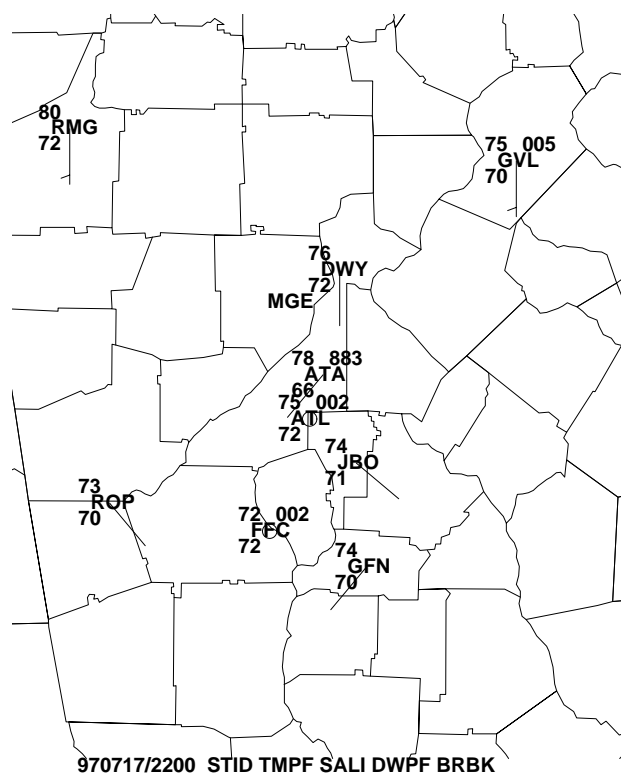 80
RMG
72
75 005
GVL
70
76
DWY
72
MGE
78 883
ATA
66
75 002
ATL
72
74
JBO
71
73
ROP
70
72 002
FFC
72
74
GFN
70
970717/2200 STID TMPF SALI DWPF BRBK